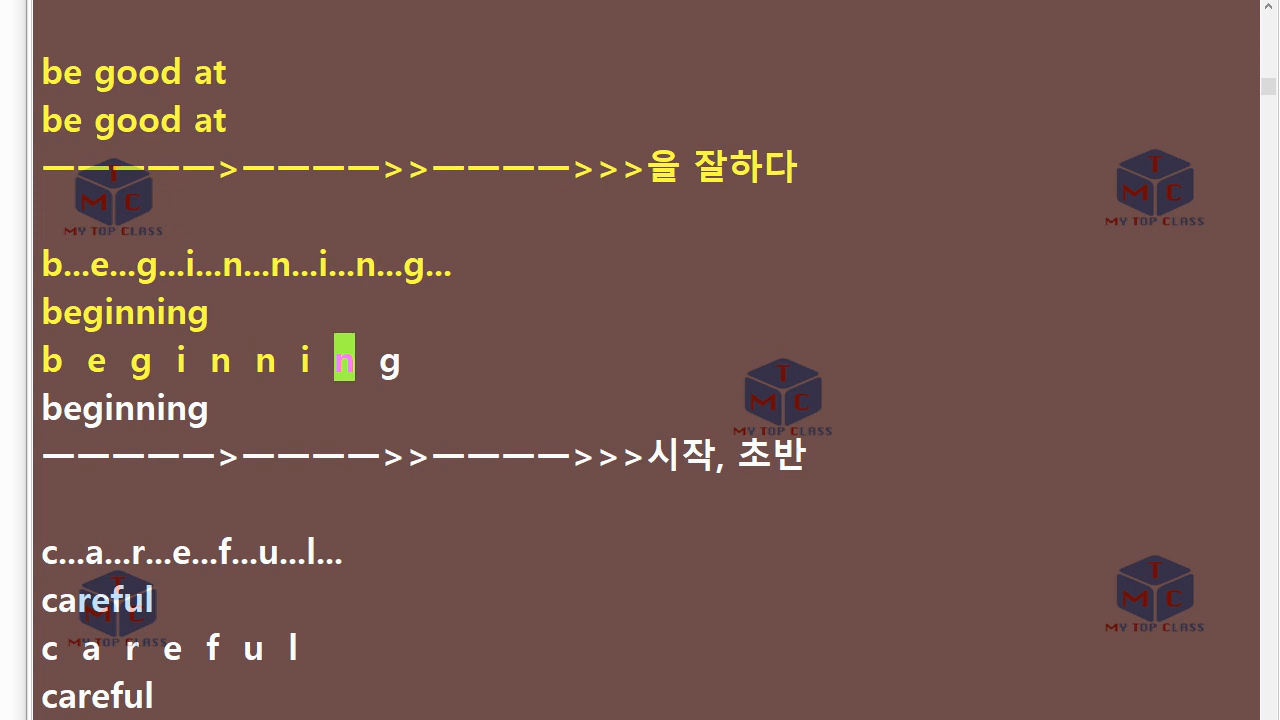 be good at
be good at
—————>————>>————>>>을 잘하다
b...e...g...i...n...n...i...n...g...
beginning
b e g i n n i n g
beginning
—————>————>>————>>>시작, 초반
c...a...r...e...f...u...l...
careful
c a r e f u l
careful
T
M C
MY TOP CLASS
T
M C
MY TOP CLASS
T
M C
MY TOP CLASS
T
M C
MY TOP CLASS
T
M C
MY TOP CLASS